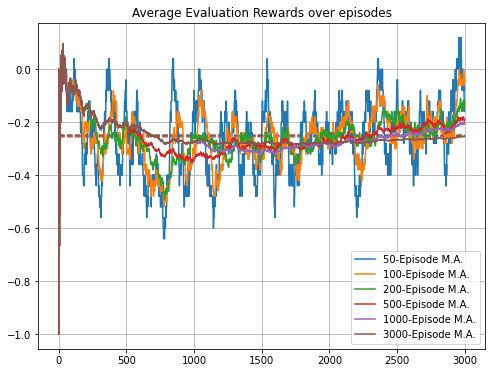 Average Evaluation Rewards over episodes
0.0
−0.2
−0.4
−0.6
−0.8
−1.0
50-Episode M.A.
100-Episode M.A.
200-Episode M.A.
500-Episode M.A.
1000-Episode M.A.
3000-Episode M.A.
0 500 1000 1500 2000 2500 3000